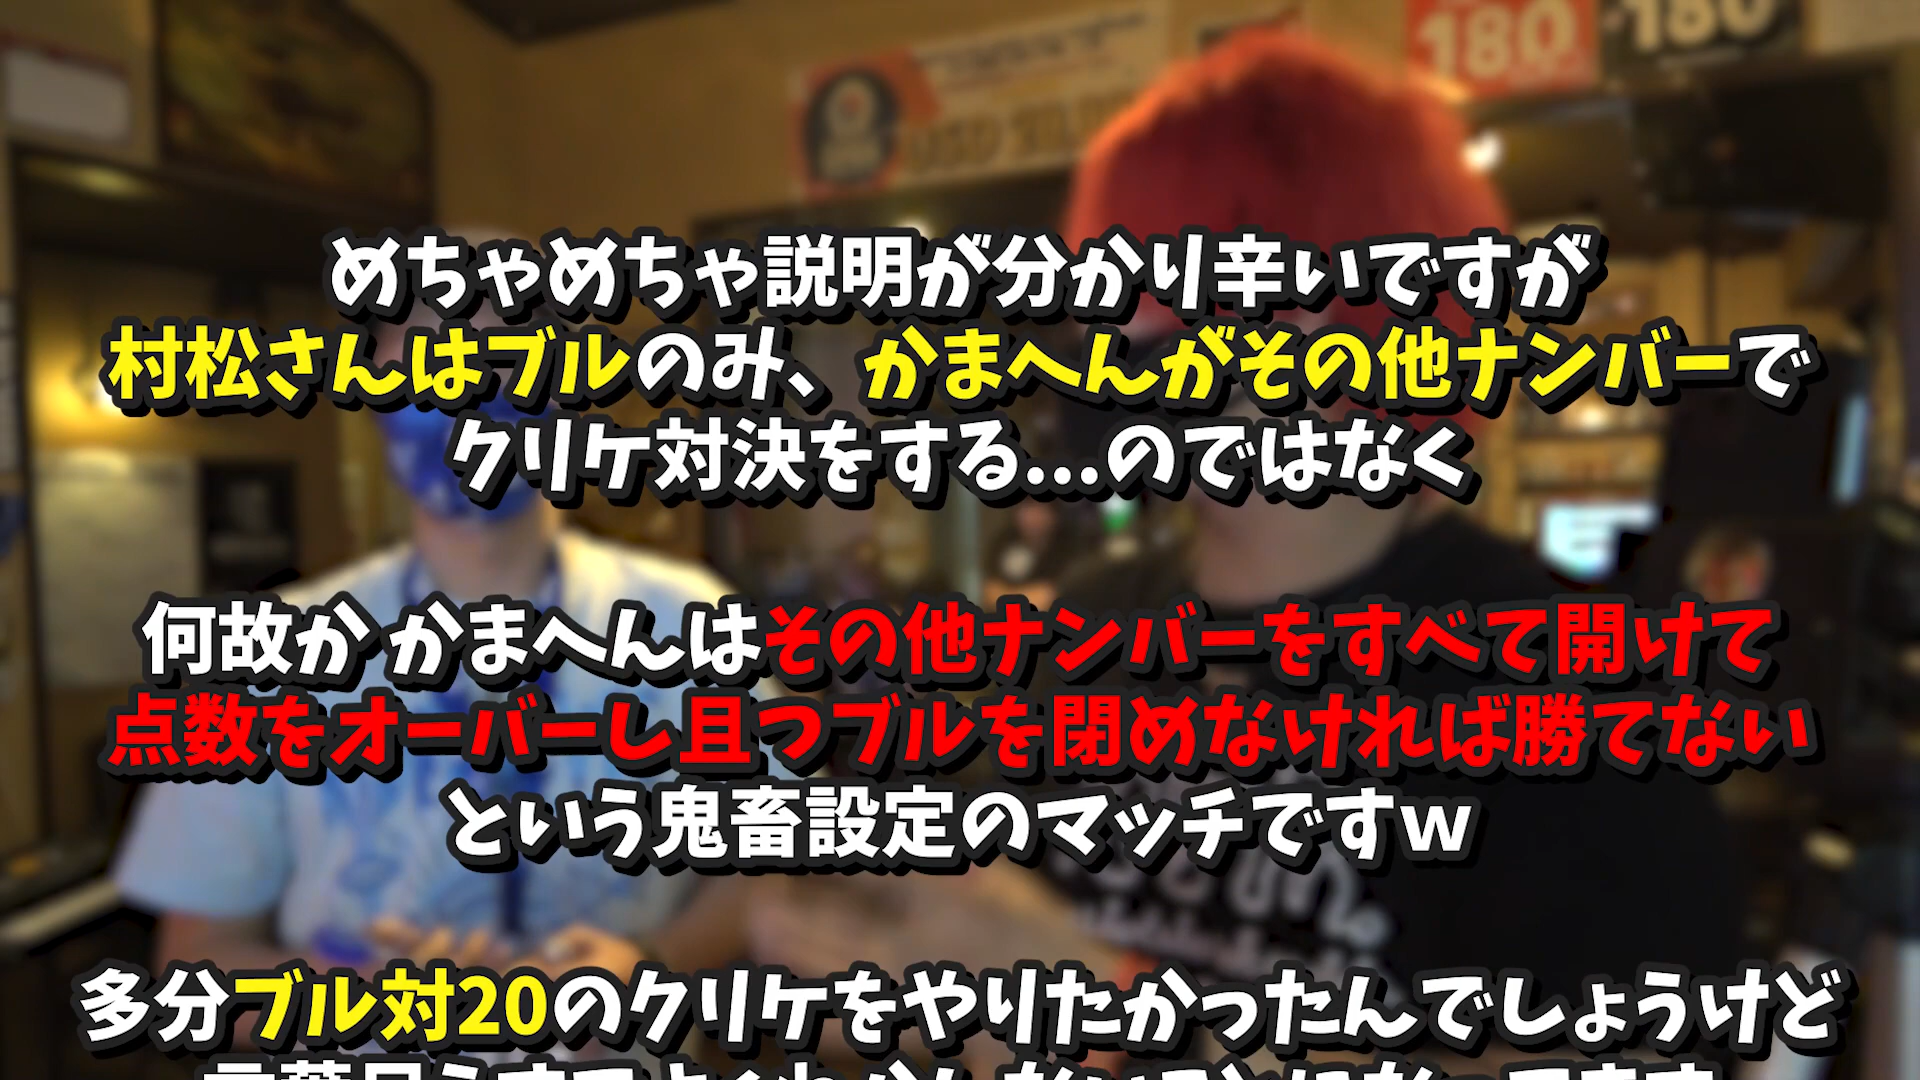 180
180
めちゃめちゃ説明が分かり辛いですが
村松さんはブルのみ、かまへんがその他ナンバーで
クリケ対決をする...のではなく
何故か かまへんはその他ナンバーをすべて開けて
点数をオーバーし且つブルを閉めなければ勝てない
という鬼畜設定のマッチですw
多分ブル対20のクリケをやりたかったんでしょうけど